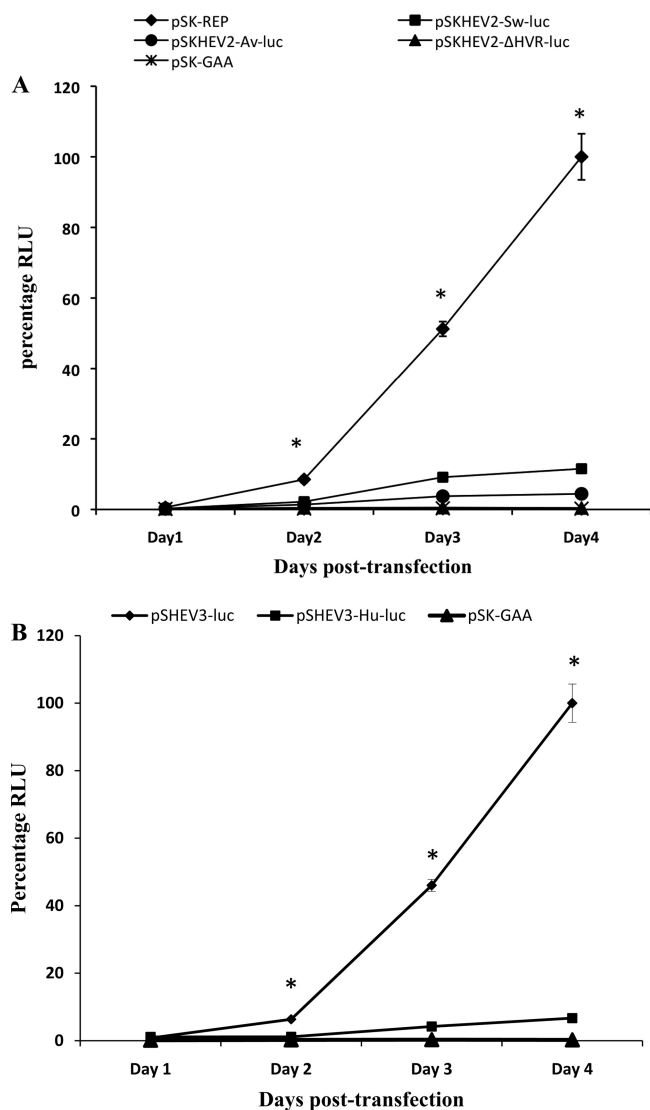 pSK-REP
pSKHEV2-Sw-luc
pSKHEV2-Av-luc
pSKHEV2-ΔHVR-luc
pSK-GAA
A
120
100
80
60
40
20
0
percentage RLU
*
*
*
Day1 Day2 Day3 Day4
Days post-transfection
B
pSHEV3-luc pSHEV3-Hu-luc pSK-GAA
120
100
80
60
40
20
0
Percentage RLU
*
*
*
Day 1 Day 2 Day 3 Day 4
Days post-transfection